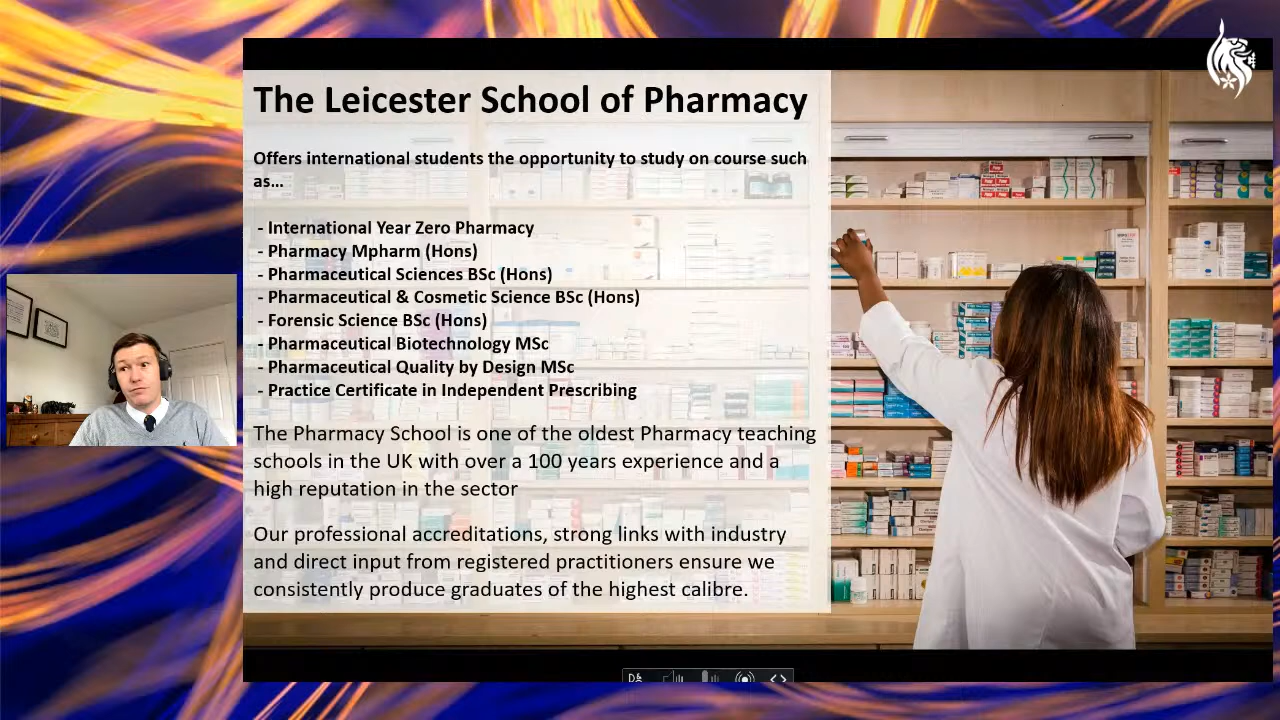 The Leicester School of Pharmacy
Offers international students the opportunity to study on course such
as...
- International Year Zero Pharmacy
- Pharmacy Mpharm (Hons)
- Pharmaceutical Sciences BSc (Hons)
- Pharmaceutical & Cosmetic Science BSc (Hons)
- Forensic Science BSc (Hons)
- Pharmaceutical Biotechnology MSc
- Pharmaceutical Quality by Design MSc
- Practice Certificate in Independent Prescribing
The Pharmacy School is one of the oldest Pharmacy teaching
schools in the UK with over a 100 years experience and a
high reputation in the sector
Our professional accreditations, strong links with industry
and direct input from registered practitioners ensure we
consistently produce graduates of the highest calibre.